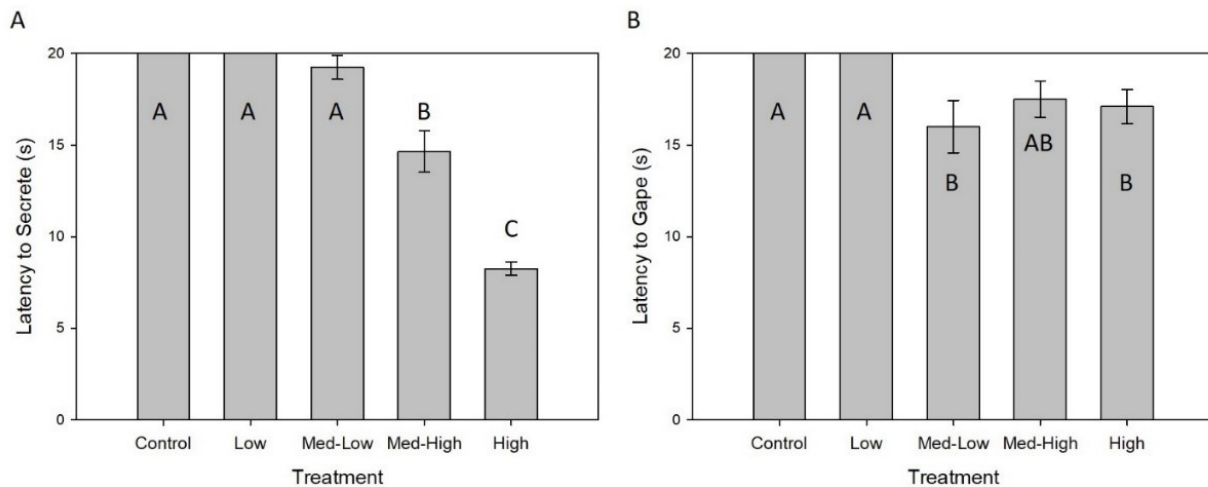 A
Latency to Secrete (s)
20
15
10
5
0
A
A
A
B
C
Control Low Med-Low Med-High High
Treatment
B
Latency to Gape (s)
20
15
10
5
0
A
A
B
AB
B
Control Low Med-Low Med-High High
Treatment